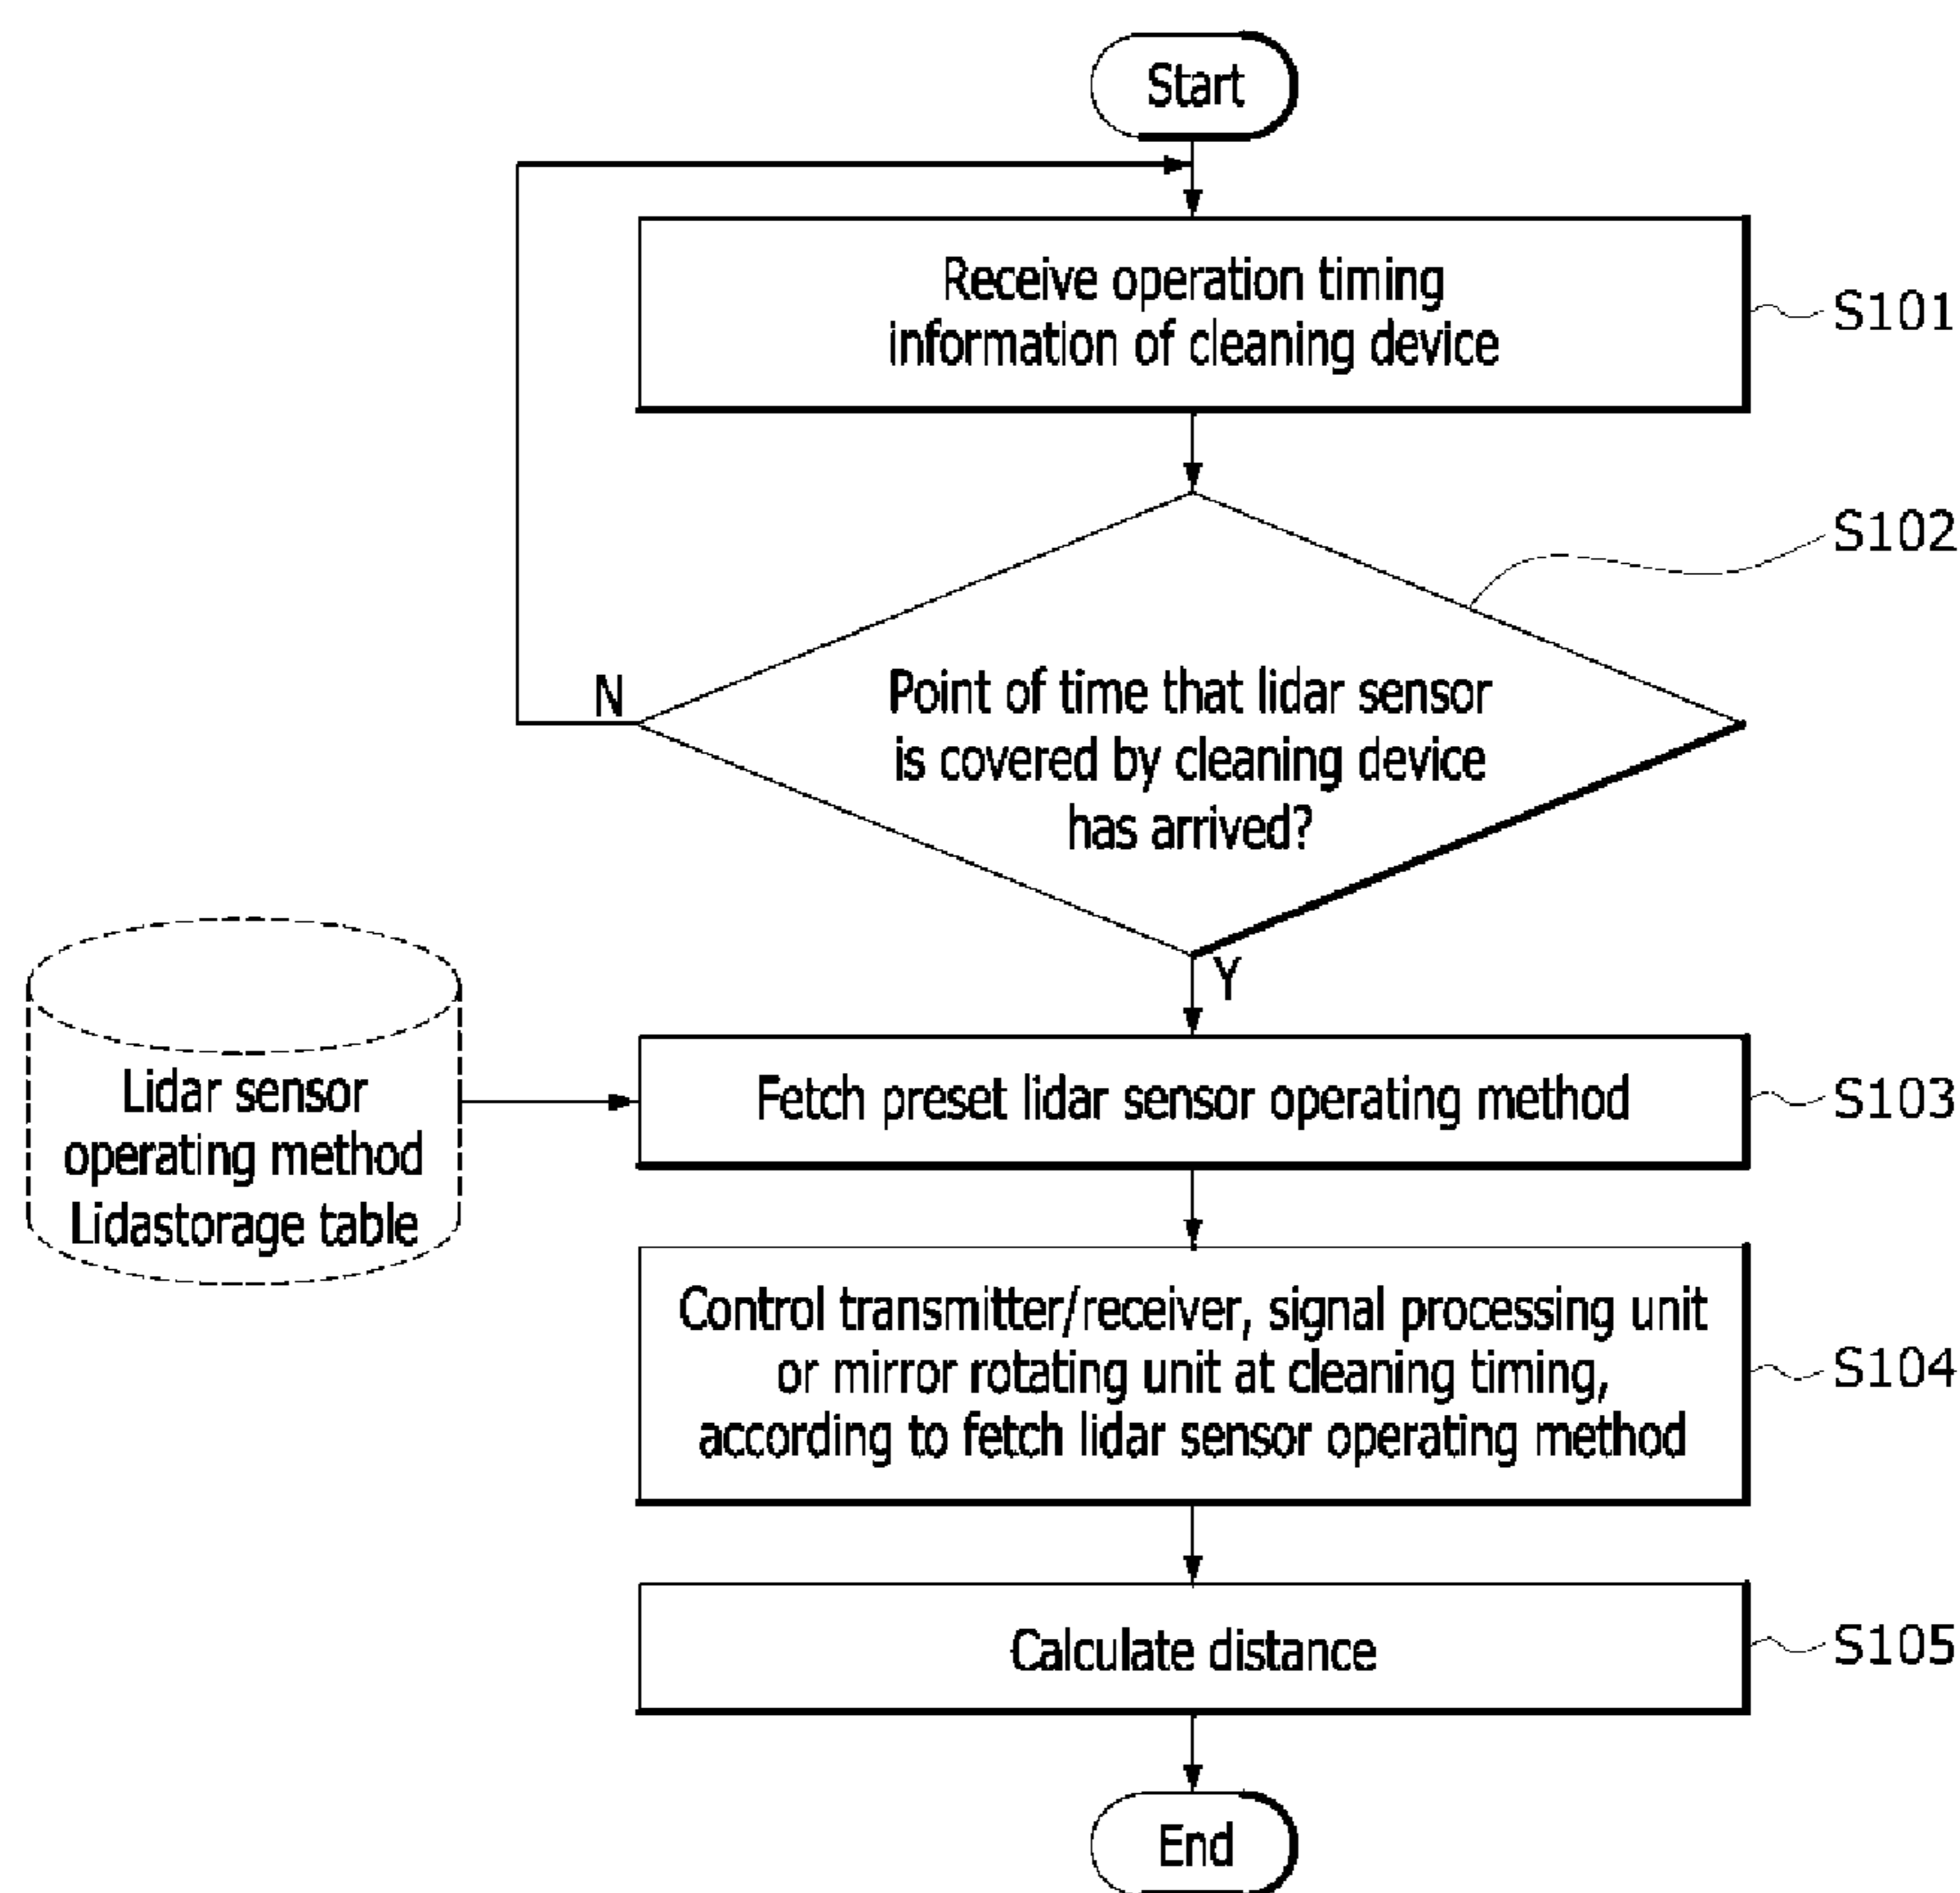 Start
Receive operation timing
information of cleaning device
S101
S102
Point of time that lidar sensor
is covered by cleaning device
has arrived?
N
Y
Lidar sensor
operating method
Lidastorage table
Fetch preset lidar sensor operating method
S103
Control transmitter/receiver, signal processing unit
or mirror rotating unit at cleaning timing,
according to fetch lidar sensor operating method
S104
Calculate distance
S105
End